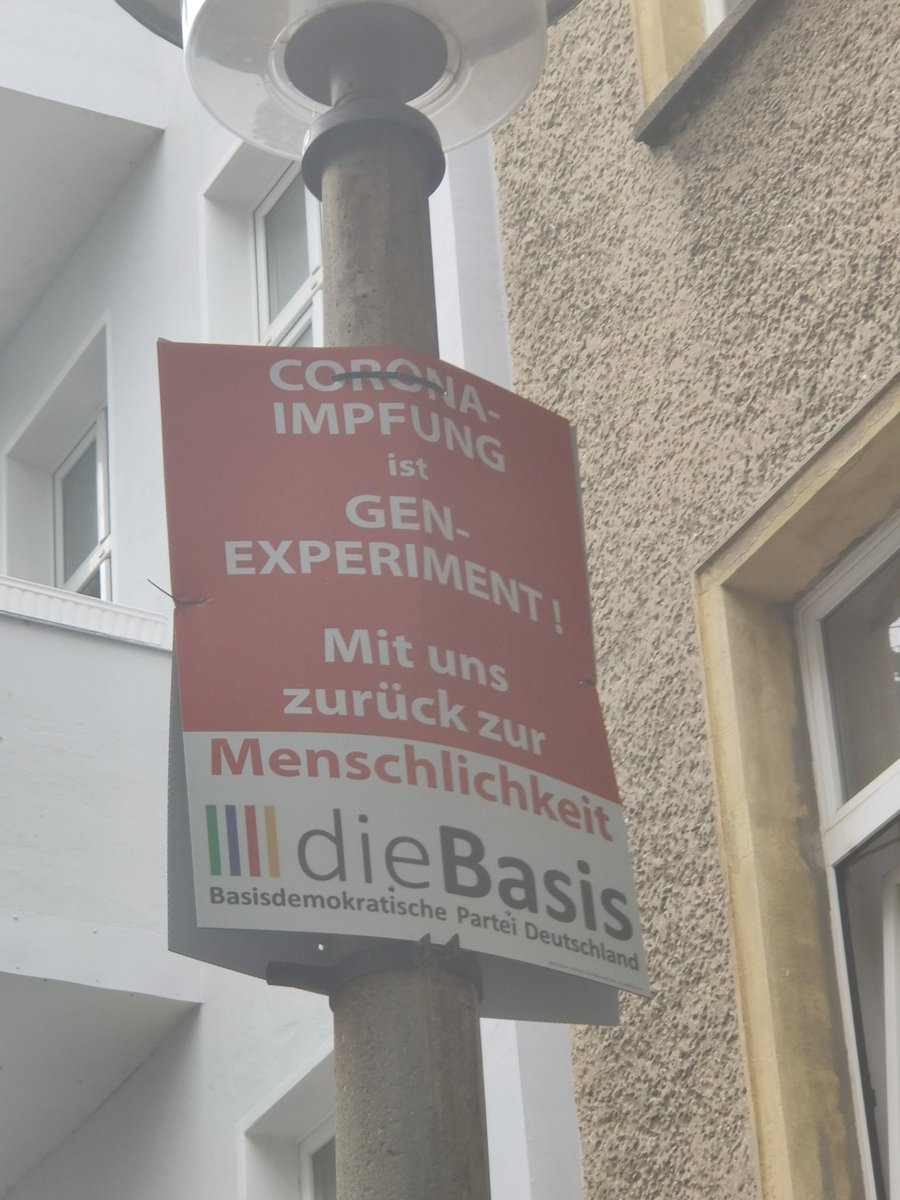 CORONA-
IMPFUNG
ist
GEN-
EXPERIMENT!
Mit uns
zurück zur
Menschlichkeit
dieBasis
Basisdemokratische Partei Deutschland